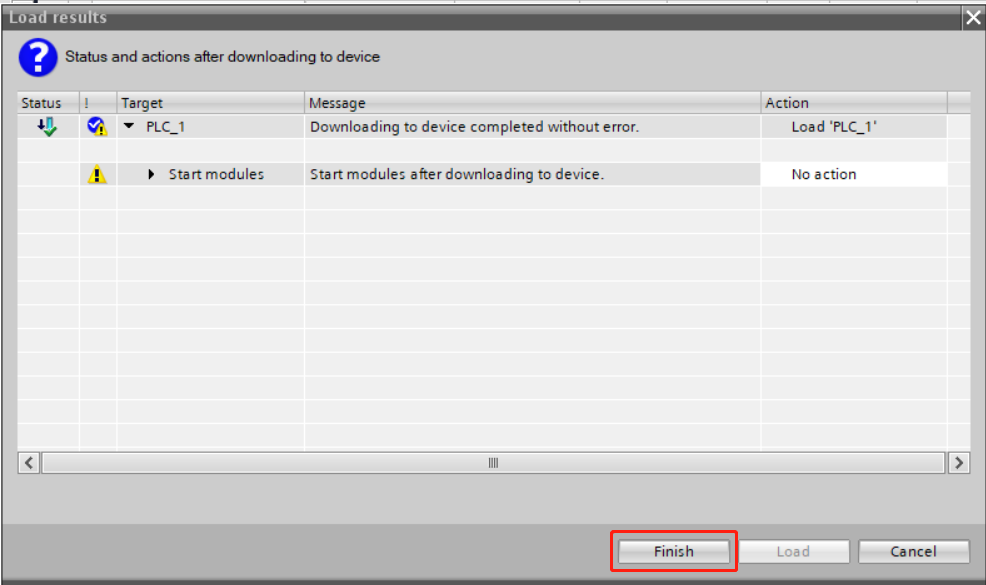 Load results
Status and actions after downloading to device
Status ! Target Message Action
PLC_1 Downloading to device completed without error. Load 'PLC_1'
Start modules Start modules after downloading to device. No action
Finish Load Cancel